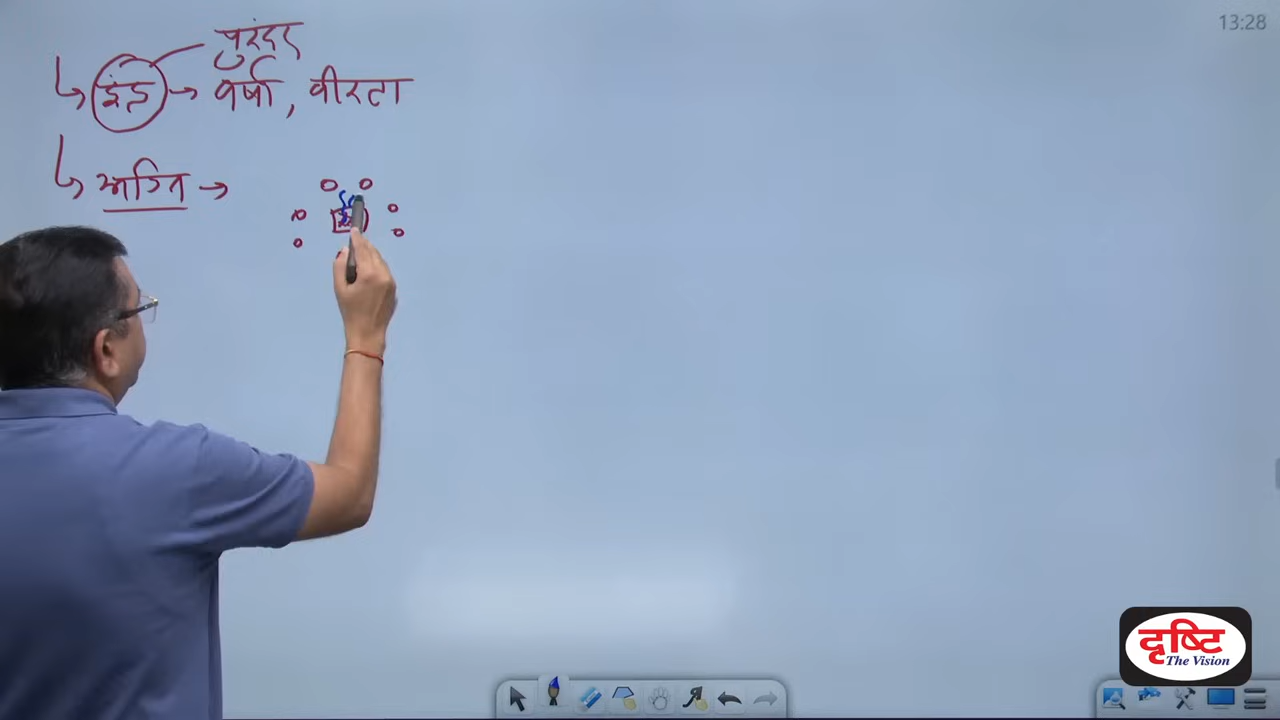 13:28
पुरंदर
↳ इंद्र → वर्षा, वीरता
↳ अग्नि →
दृष्टि
The Vision